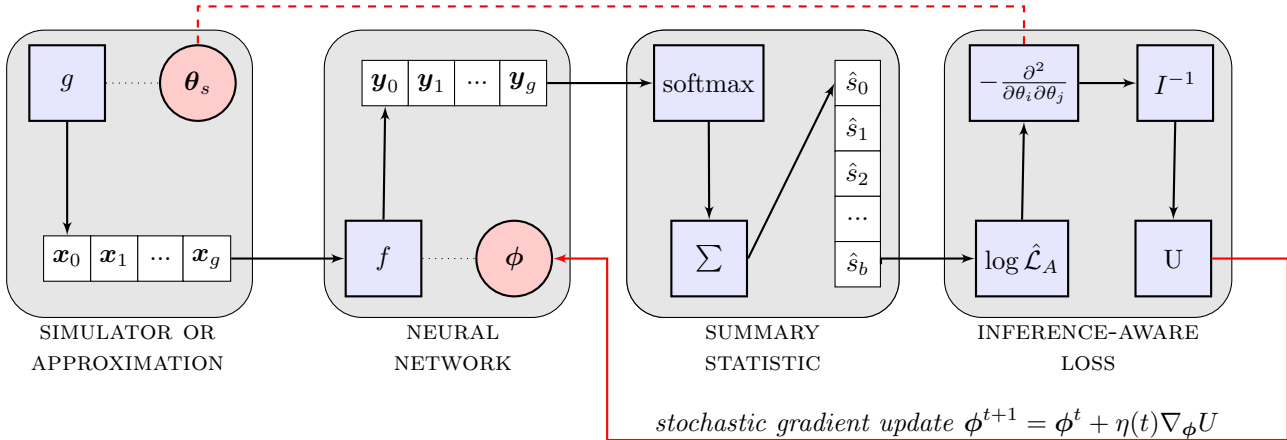 g θ_s
x_0 x_1 ... x_g
SIMULATOR OR
APPROXIMATION
y_0 y_1 ... y_g
f ϕ
NEURAL
NETWORK
softmax
∑
ŝ_0
ŝ_1
ŝ_2
...
ŝ_b
SUMMARY
STATISTIC
−∂²/∂θ_i∂θ_j I⁻¹
log ℒ̂_A U
INFERENCE-AWARE
LOSS
stochastic gradient update ϕ^{t+1} = ϕ^t + η(t)∇_ϕ U